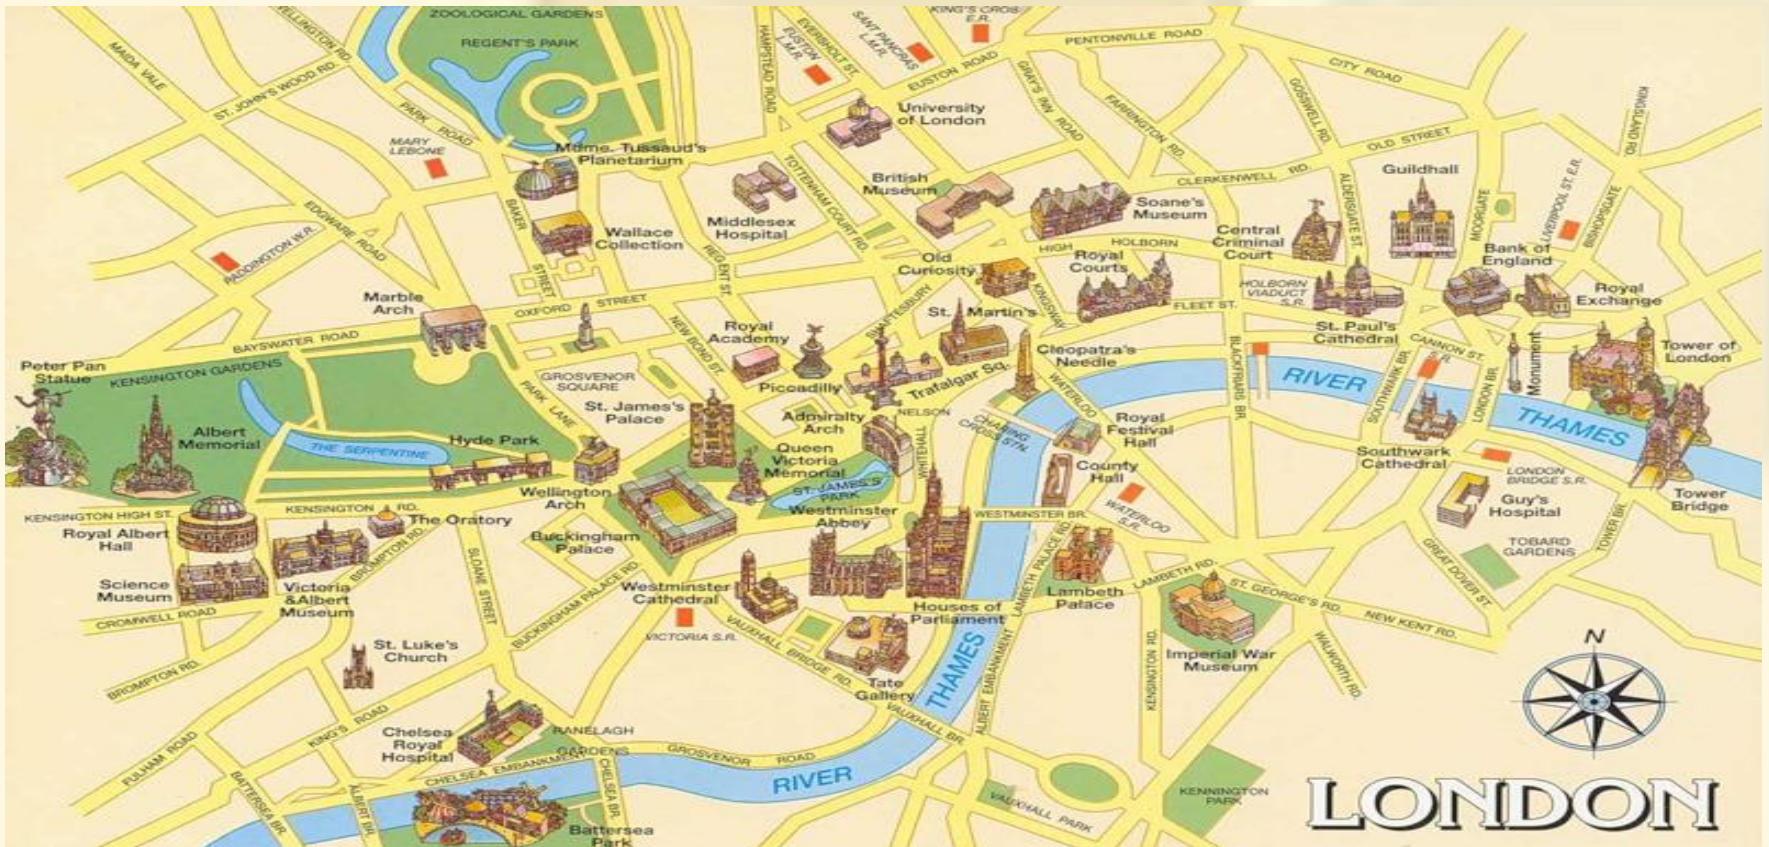 ZOOLOGICAL GARDENS
REGENT'S PARK
WELLINGTON RD.
MAIDA VALE
ST. JOHN'S WOOD RD.
PARK ROAD
MARY
LEBONE
HAMPSTEAD ROAD
EVERSHOLT ST.
EUSTON
L.M.R.
SANT PANCRAS
L.M.R.
KING'S CROS
E.R.
EUSTON ROAD
PENTONVILLE ROAD
CITY ROAD
GRAY'S INN ROAD
FARRINGTON RD.
GOSSWELL RD.
OLD STREET
KINGSLAND RD.
University
of London
Mdme. Tussaud's
Planetarium
BAKER
STREET
EDGWARE ROAD
PADDINGTON W.R.
Wallace
Collection
Middlesex
Hospital
TOTTENHAM COURT RD.
REGENT ST.
British
Museum
Soane's
Museum
CLERKENWELL RD.
ALDERSGATE ST.
Guildhall
MOORGATE
LIVERPOOL ST. E.R.
BISHOPSGATE
Central
Criminal
Court
HIGH HOLBORN
Royal
Courts
Old
Curiosity
KINGSWAY
FLEET ST.
HOLBORN
VIADUCT
S.R.
Bank of
England
Royal
Exchange
Marble
Arch
OXFORD STREET
BAYSWATER ROAD
NEW BOND ST.
Royal
Academy
Piccadilly
SHAFTESBURY
St. Martin's
Trafalgar Sq.
Cleopatra's
Needle
WATERLOO
St. Paul's
Cathedral
CANNON ST.
S.R.
Monument
Tower of
London
Peter Pan
Statue
KENSINGTON GARDENS
GROSVENOR
SQUARE
PARK LANE
St. James's
Palace
Admiralty
Arch
NELSON
CHARING
CROSS STN.
WHITEHALL
BLACKFRIARS BR.
RIVER
SOUTHWARK BR.
LONDON BR.
THAMES
Albert
Memorial
THE SERPENTINE
Hyde Park
Queen
Victoria
Memorial
Royal
Festival
Hall
County
Hall
Southwark
Cathedral
LONDON
BRIDGE S.R.
Tower
Bridge
Wellington
Arch
ST. JAMES'S
PARK
Westminster
Abbey
WESTMINSTER BR.
WATERLOO
S.R.
Guy's
Hospital
KENSINGTON HIGH ST.
KENSINGTON RD.
Royal Albert
Hall
The Oratory
BROMPTON RD.
Buckingham
Palace
TOBARD
GARDENS
TOWER BR.
GREAT DOVER ST.
Science
Museum
Victoria
&Albert
Museum
SLOANE STREET
BUCKINGHAM PALACE RD.
Westminster
Cathedral
VICTORIA S.R.
Houses of
Parliament
LAMBETH PALACE RD.
Lambeth
Palace
LAMBETH RD.
ST. GEORGE'S RD.
NEW KENT RD.
CROMWELL ROAD
BROMPTON RD.
St. Luke's
Church
VAUXHALL BRIDGE RD.
Tate
Gallery
THAMES
ALBERT EMBANKMENT
KENSINGTON RD.
Imperial War
Museum
WALWORTH RD.
N
FULHAM ROAD
KING'S ROAD
Chelsea
Royal
Hospital
RANELAGH
GARDENS
CHELSEA EMBANKMENT
GROSVENOR ROAD
VAUXHALL BR.
RIVER
BATTERSEA BR.
ALBERT BR.
CHELSEA BR.
Battersea
Park
VAUXHALL PARK
KENNINGTON
PARK
LONDON